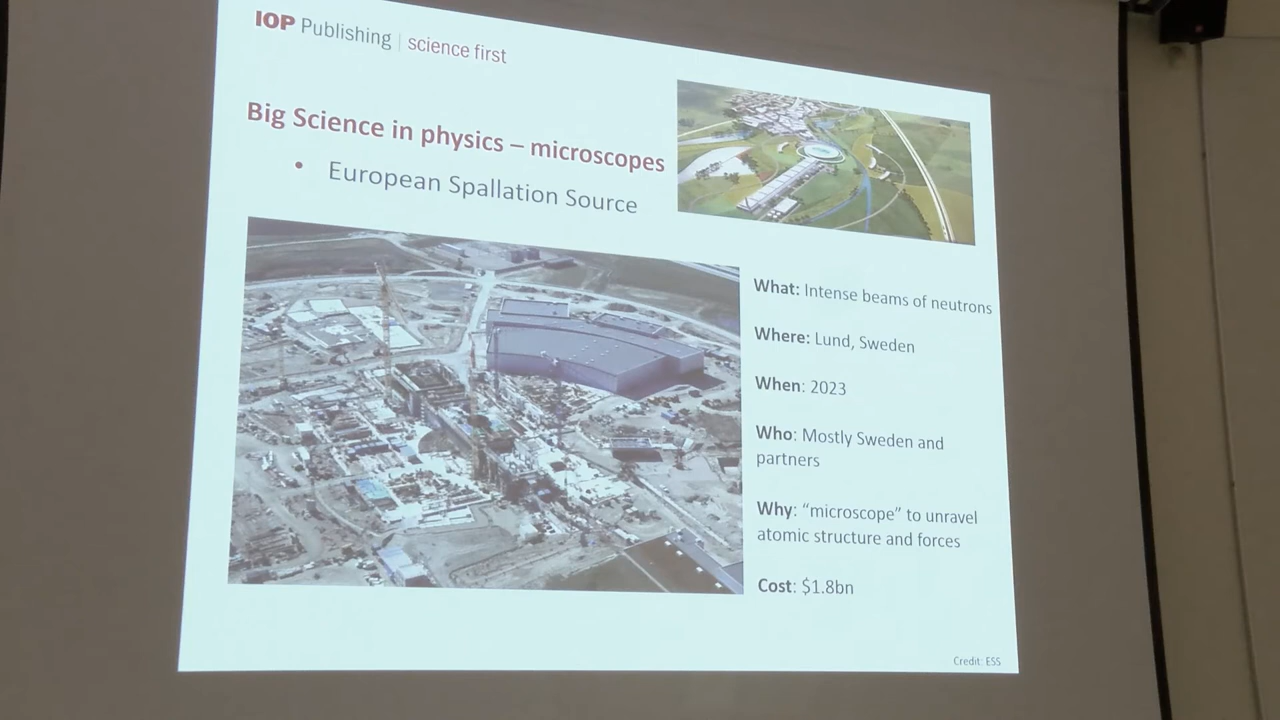 IOP Publishing | science first
Big Science in physics – microscopes
• European Spallation Source
What: Intense beams of neutrons
Where: Lund, Sweden
When: 2023
Who: Mostly Sweden and
partners
Why: “microscope” to unravel
atomic structure and forces
Cost: $1.8bn
Credit: ESS